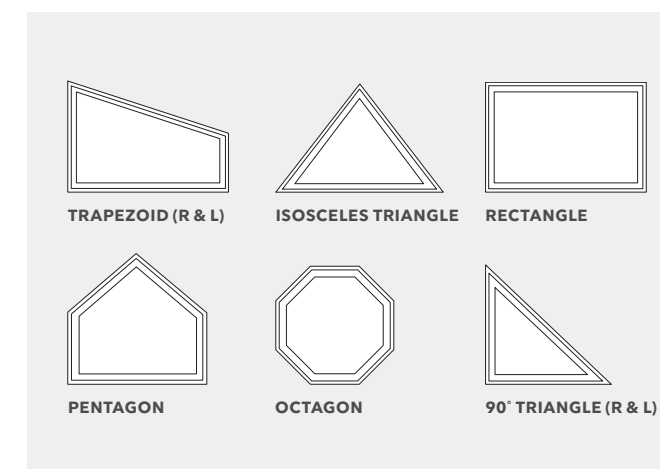 TRAPEZOID (R & L)
ISOSCELES TRIANGLE
RECTANGLE
PENTAGON
OCTAGON
90° TRIANGLE (R & L)